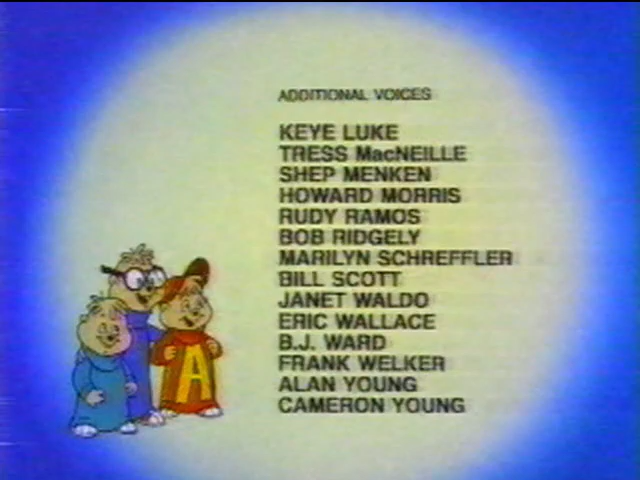 ADDITIONAL VOICES
KEYE LUKE
TRESS MacNEILLE
SHEP MENKEN
HOWARD MORRIS
RUDY RAMOS
BOB RIDGELY
MARILYN SCHREFFLER
BILL SCOTT
JANET WALDO
ERIC WALLACE
B.J. WARD
FRANK WELKER
ALAN YOUNG
CAMERON YOUNG
A